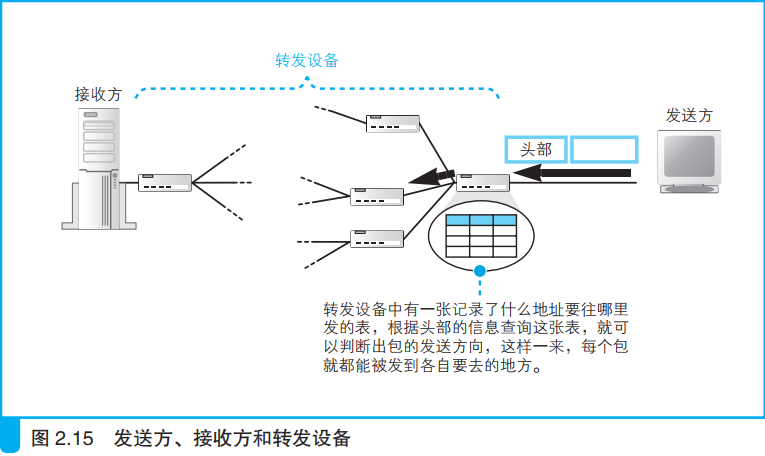 转发设备
接收方
发送方
头部
转发设备中有一张记录了什么地址要往哪里
发的表，根据头部的信息查询这张表，就可
以判断出包的发送方向，这样一来，每个包
就都能被发到各自要去的地方。
图 2.15 发送方、接收方和转发设备